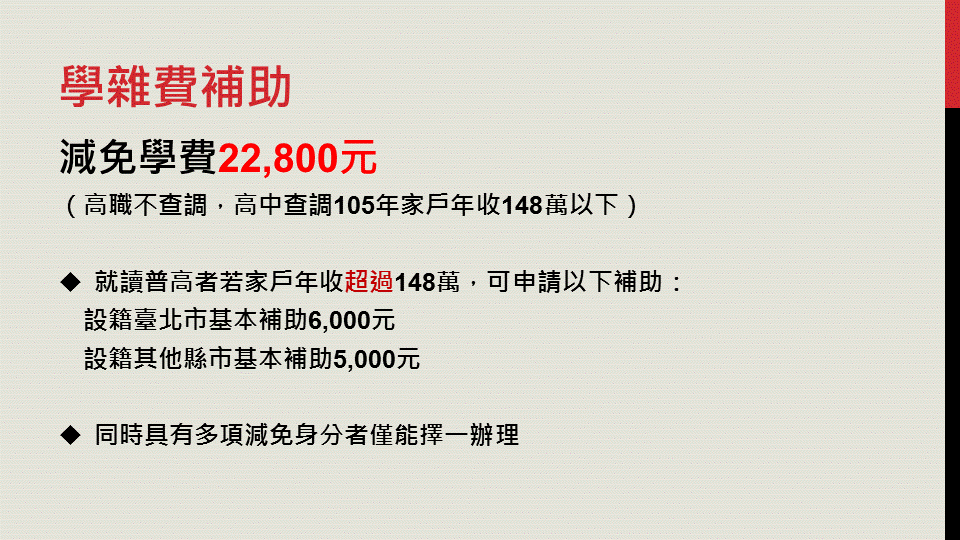 學雜費補助
減免學費22,800元
（高職不查調，高中查調105年家戶年收148萬以下）
◆ 就讀普高者若家戶年收超過148萬，可申請以下補助：
設籍臺北市基本補助6,000元
設籍其他縣市基本補助5,000元
◆ 同時具有多項減免身分者僅能擇一辦理